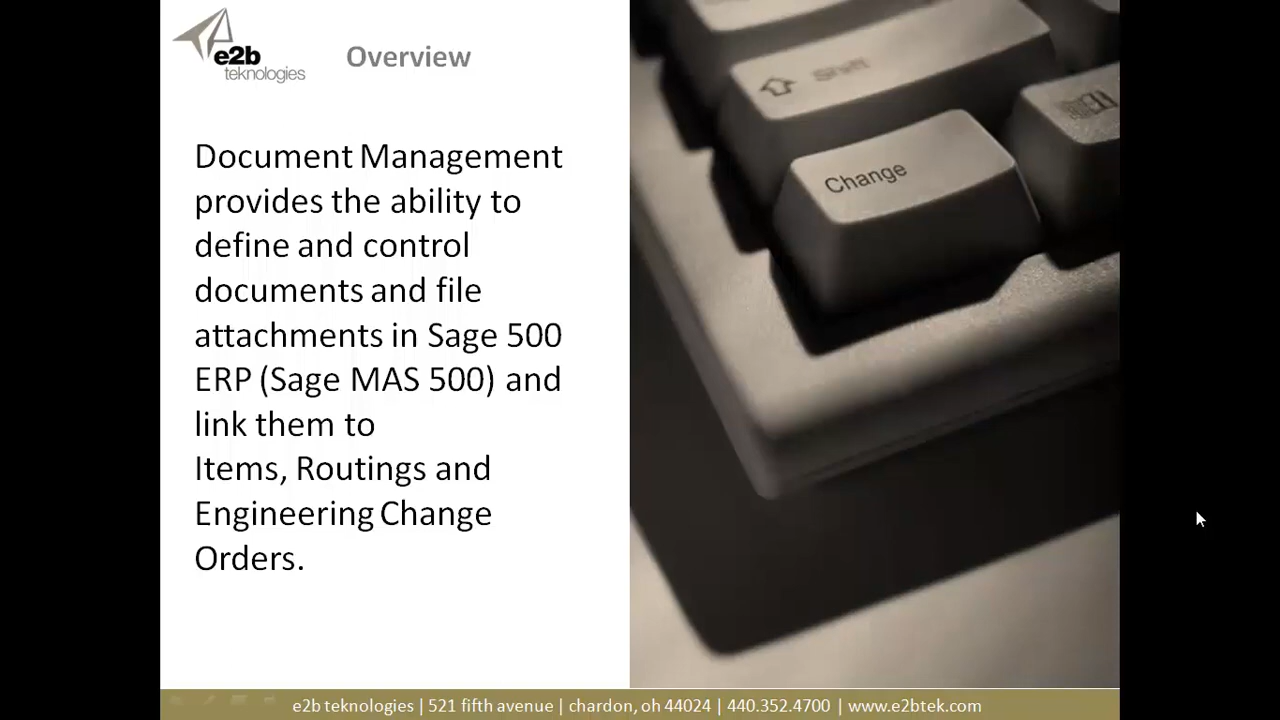 e2b
teknologies
Overview
Document Management
provides the ability to
define and control
documents and file
attachments in Sage 500
ERP (Sage MAS 500) and
link them to
Items, Routings and
Engineering Change
Orders.
Shift
Change
e2b teknologies | 521 fifth avenue | chardon, oh 44024 | 440.352.4700 | www.e2btek.com